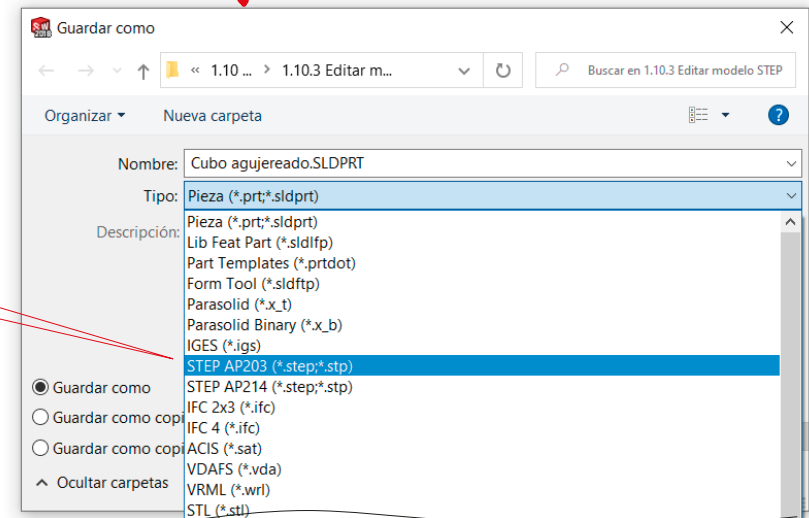 SW
2018
Guardar como
« 1.10 ... > 1.10.3 Editar m...
Buscar en 1.10.3 Editar modelo STEP
Organizar
Nueva carpeta
?
Nombre: Cubo agujereado.SLDPRT
Tipo: Pieza (*.prt;*.sldprt)
Descripción:
Pieza (*.prt;*.sldprt)
Lib Feat Part (*.sldlfp)
Part Templates (*.prtdot)
Form Tool (*.sldftp)
Parasolid (*.x_t)
Parasolid Binary (*.x_b)
IGES (*.igs)
STEP AP203 (*.step;*.stp)
STEP AP214 (*.step;*.stp)
IFC 2x3 (*.ifc)
IFC 4 (*.ifc)
ACIS (*.sat)
VDAFS (*.vda)
VRML (*.wrl)
STL (*.stl)
Guardar como
Guardar como copi
Guardar como copi
Ocultar carpetas